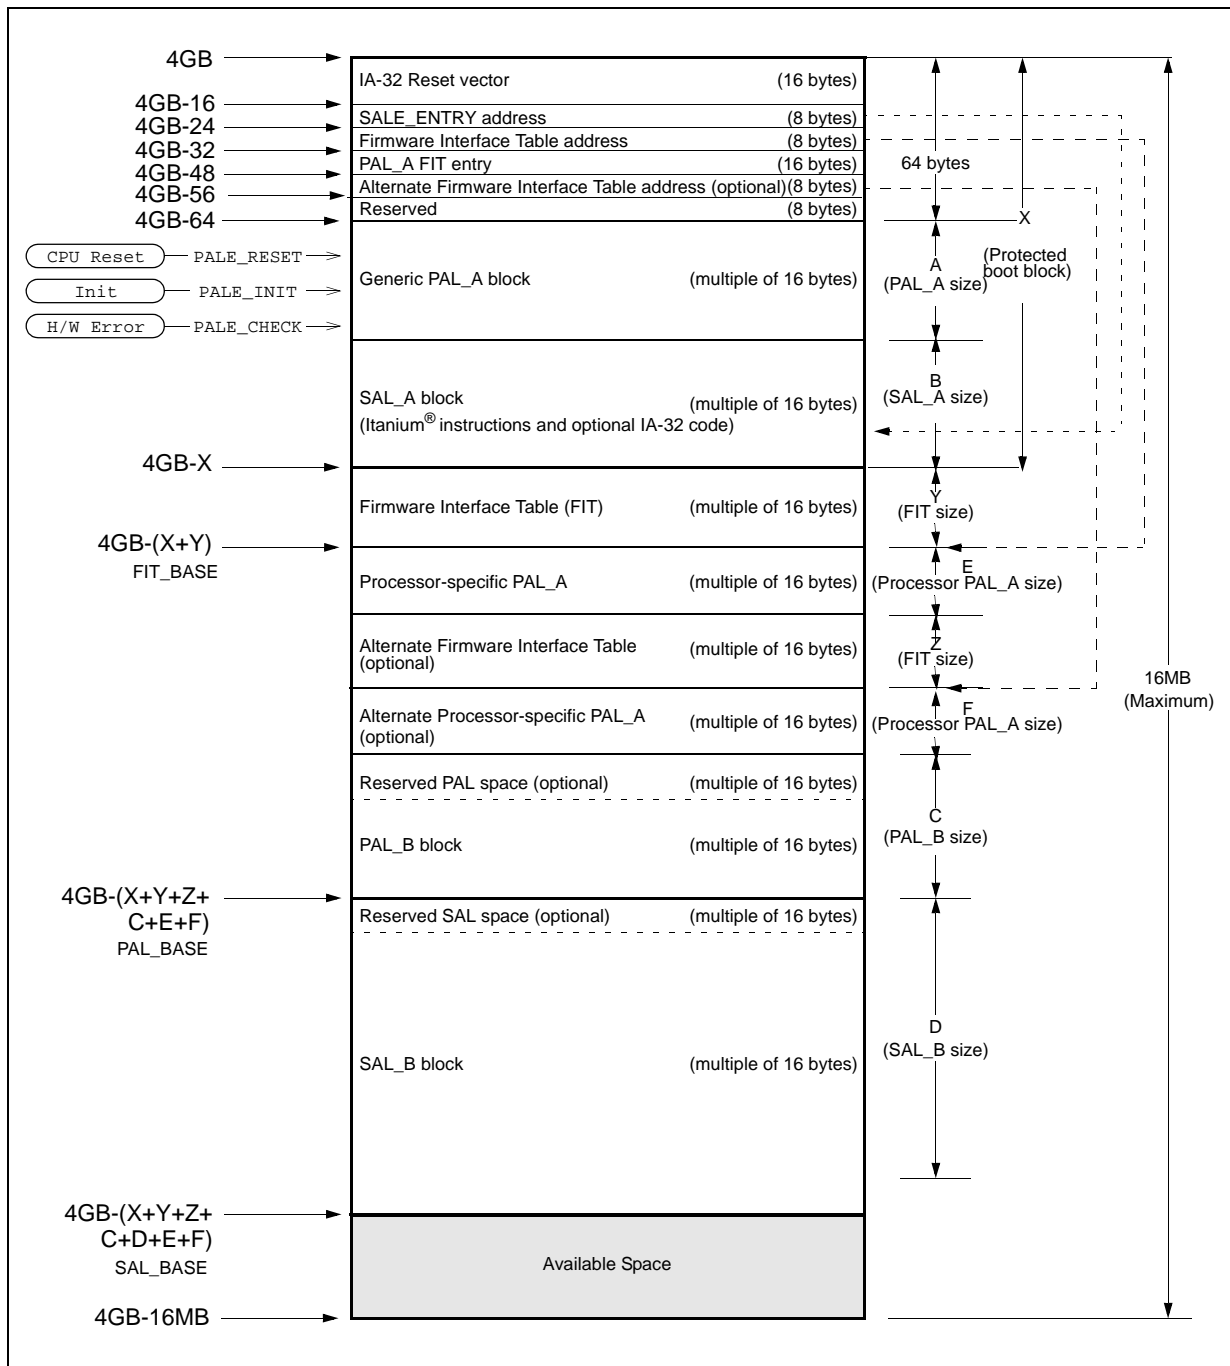 4GB
IA-32 Reset vector (16 bytes)
4GB-16
SALE_ENTRY address (8 bytes)
4GB-24
Firmware Interface Table address (8 bytes)
4GB-32
PAL_A FIT entry (16 bytes)
64 bytes
4GB-48
Alternate Firmware Interface Table address (optional) (8 bytes)
4GB-56
Reserved (8 bytes)
4GB-64
X
(Protected
boot block)
CPU Reset PALE_RESET
Init PALE_INIT
H/W Error PALE_CHECK
Generic PAL_A block (multiple of 16 bytes)
A
(PAL_A size)
SAL_A block (multiple of 16 bytes)
(Itanium® instructions and optional IA-32 code)
B
(SAL_A size)
4GB-X
Firmware Interface Table (FIT) (multiple of 16 bytes)
Y
(FIT size)
4GB-(X+Y)
FIT_BASE
Processor-specific PAL_A (multiple of 16 bytes)
E
(Processor PAL_A size)
Alternate Firmware Interface Table (multiple of 16 bytes)
(optional)
Z
(FIT size)
16MB
(Maximum)
Alternate Processor-specific PAL_A (multiple of 16 bytes)
(optional)
F
(Processor PAL_A size)
Reserved PAL space (optional) (multiple of 16 bytes)
PAL_B block (multiple of 16 bytes)
C
(PAL_B size)
4GB-(X+Y+Z+
C+E+F)
PAL_BASE
Reserved SAL space (optional) (multiple of 16 bytes)
SAL_B block (multiple of 16 bytes)
D
(SAL_B size)
4GB-(X+Y+Z+
C+D+E+F)
SAL_BASE
Available Space
4GB-16MB